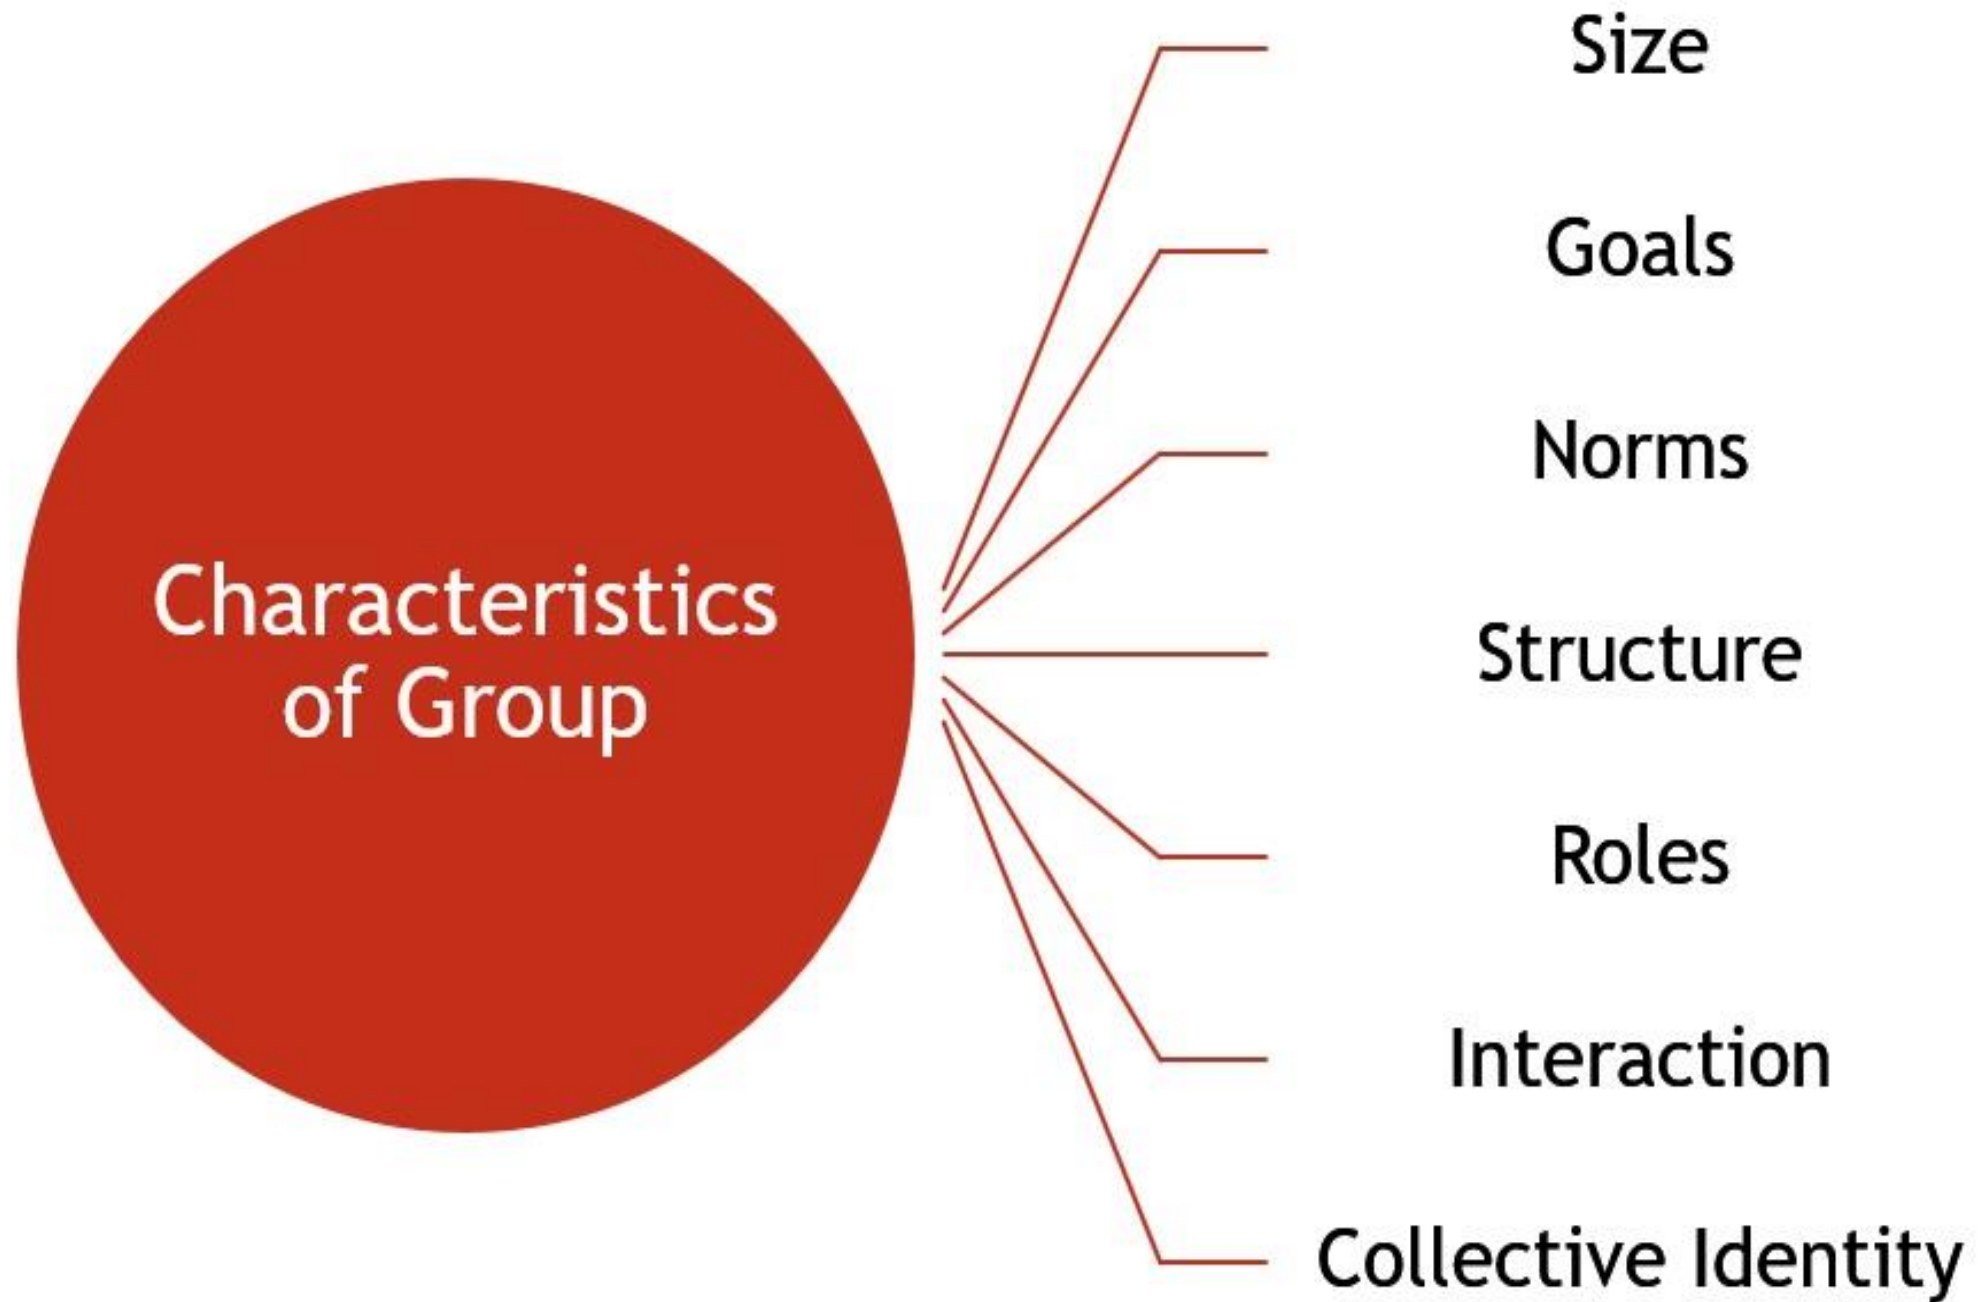 Characteristics
of Group
Size
Goals
Norms
Structure
Roles
Interaction
Collective Identity